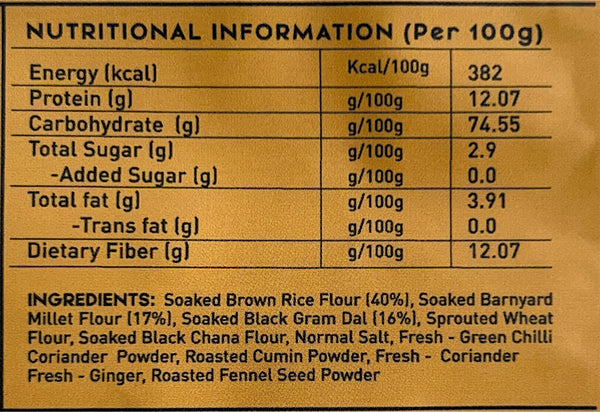 NUTRITIONAL INFORMATION (Per 100g)
Energy (kcal) Kcal/100g 382
Protein (g) g/100g 12.07
Carbohydrate (g) g/100g 74.55
Total Sugar (g) g/100g 2.9
-Added Sugar (g) g/100g 0.0
Total fat (g) g/100g 3.91
-Trans fat (g) g/100g 0.0
Dietary Fiber (g) g/100g 12.07
INGREDIENTS: Soaked Brown Rice Flour (40%), Soaked Barnyard
Millet Flour (17%), Soaked Black Gram Dal (16%), Sprouted Wheat
Flour, Soaked Black Chana Flour, Normal Salt, Fresh - Green Chilli
Coriander Powder, Roasted Cumin Powder, Fresh - Coriander
Fresh - Ginger, Roasted Fennel Seed Powder